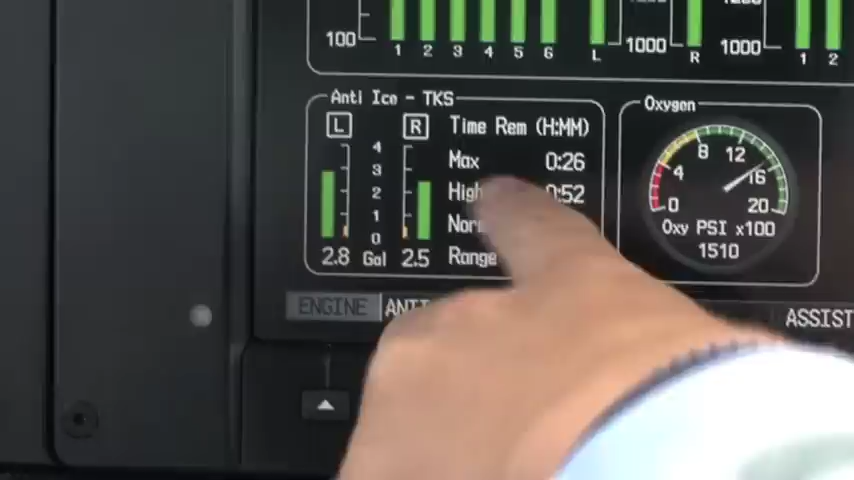 100
1 2 3 4 5 6
L
1000
R
1000
1 2
Anti Ice - TKS
L R
Time Rem (H:MM)
4
3
2
1
0
Max 0:26
High 0:52
Range
2.8 Gal 2.5
Oxygen
0 4 8 12 16 20
Oxy PSI x100
1510
ENGINE
ASSIST